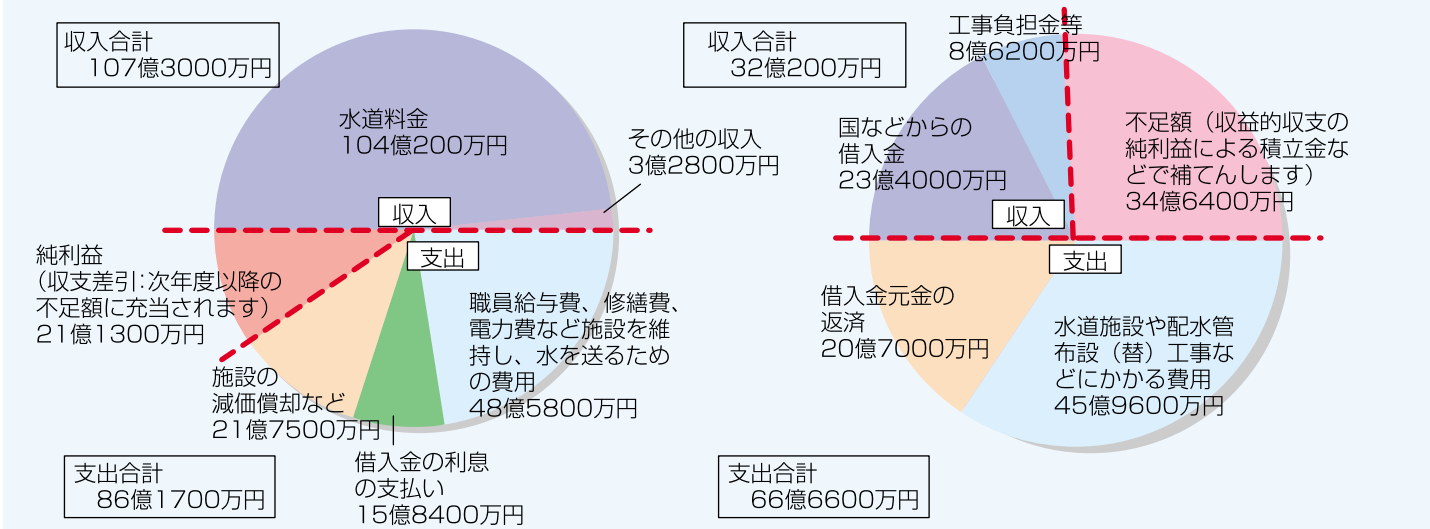 収入合計
107億3000万円
水道料金
104億200万円
その他の収入
3億2800万円
収入
支出
純利益
（収支差引：次年度以降の
不足額に充当されます）
21億1300万円
職員給与費、修繕費、
電力費など施設を維
持し、水を送るため
の費用
48億5800万円
施設の
減価償却など
21億7500万円
借入金の利息
の支払い
15億8400万円
支出合計
86億1700万円
収入合計
32億200万円
工事負担金等
8億6200万円
国などからの
借入金
23億4000万円
不足額（収益的収支の
純利益による積立金な
どで補てんします）
34億6400万円
収入
支出
借入金元金の
返済
20億7000万円
水道施設や配水管
布設（替）工事な
どにかかる費用
45億9600万円
支出合計
66億6600万円